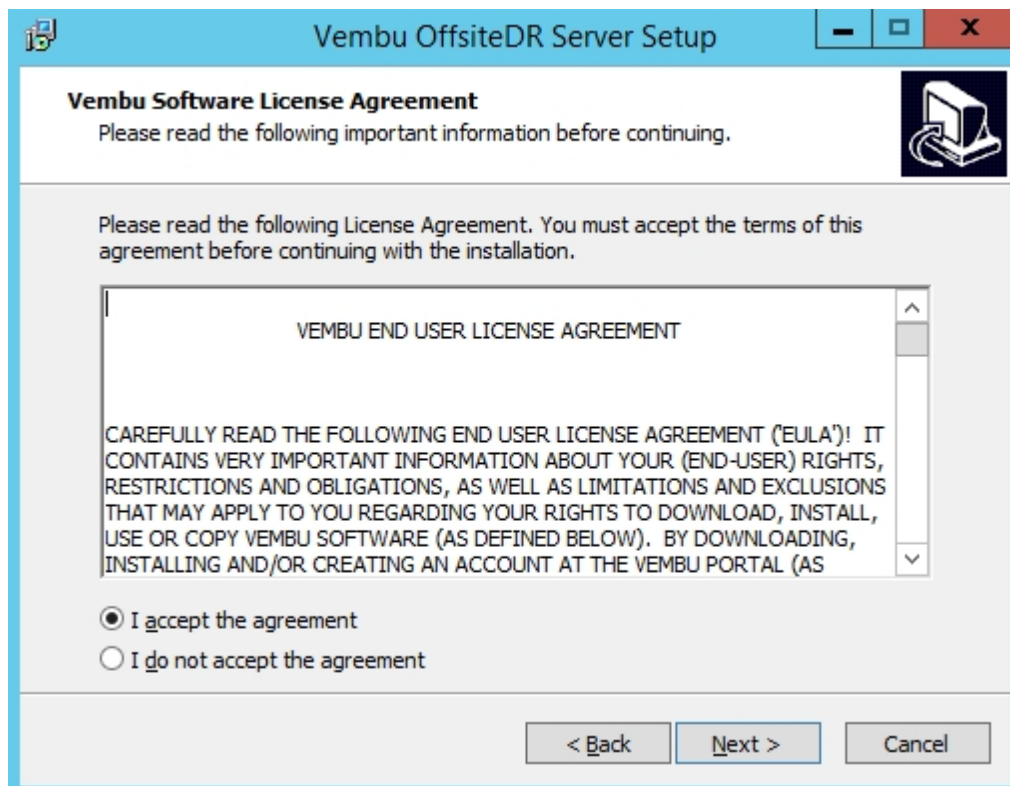 Vembu OffsiteDR Server Setup
Vembu Software License Agreement
Please read the following important information before continuing.
Please read the following License Agreement. You must accept the terms of this
agreement before continuing with the installation.
VEMBU END USER LICENSE AGREEMENT
CAREFULLY READ THE FOLLOWING END USER LICENSE AGREEMENT ('EULA')!  IT
CONTAINS VERY IMPORTANT INFORMATION ABOUT YOUR (END-USER) RIGHTS,
RESTRICTIONS AND OBLIGATIONS, AS WELL AS LIMITATIONS AND EXCLUSIONS
THAT MAY APPLY TO YOU REGARDING YOUR RIGHTS TO DOWNLOAD, INSTALL,
USE OR COPY VEMBU SOFTWARE (AS DEFINED BELOW).  BY DOWNLOADING,
INSTALLING AND/OR CREATING AN ACCOUNT AT THE VEMBU PORTAL (AS
I accept the agreement
I do not accept the agreement
< Back Next > Cancel